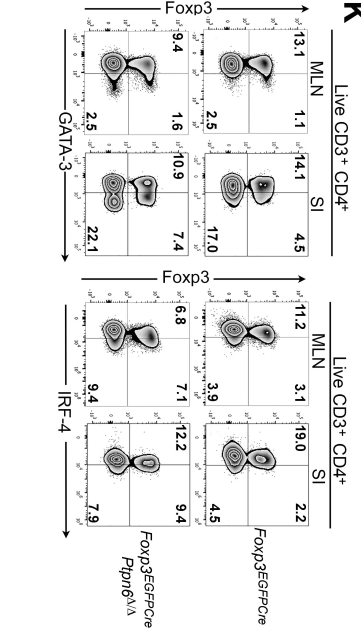 K
Live CD3⁺ CD4⁺ Live CD3⁺ CD4⁺
MLN SI MLN SI
13.1 1.1 14.1 4.5 11.2 3.1 19.0 2.2
Foxp3EGFPCre
2.5 17.0 3.9 4.5
9.4 1.6 10.9 7.4 6.8 7.1 12.2 9.4
Foxp3EGFPCre
Ptpn6Δ/Δ
2.5 22.1 9.4 7.9
Foxp3 Foxp3
GATA-3 IRF-4